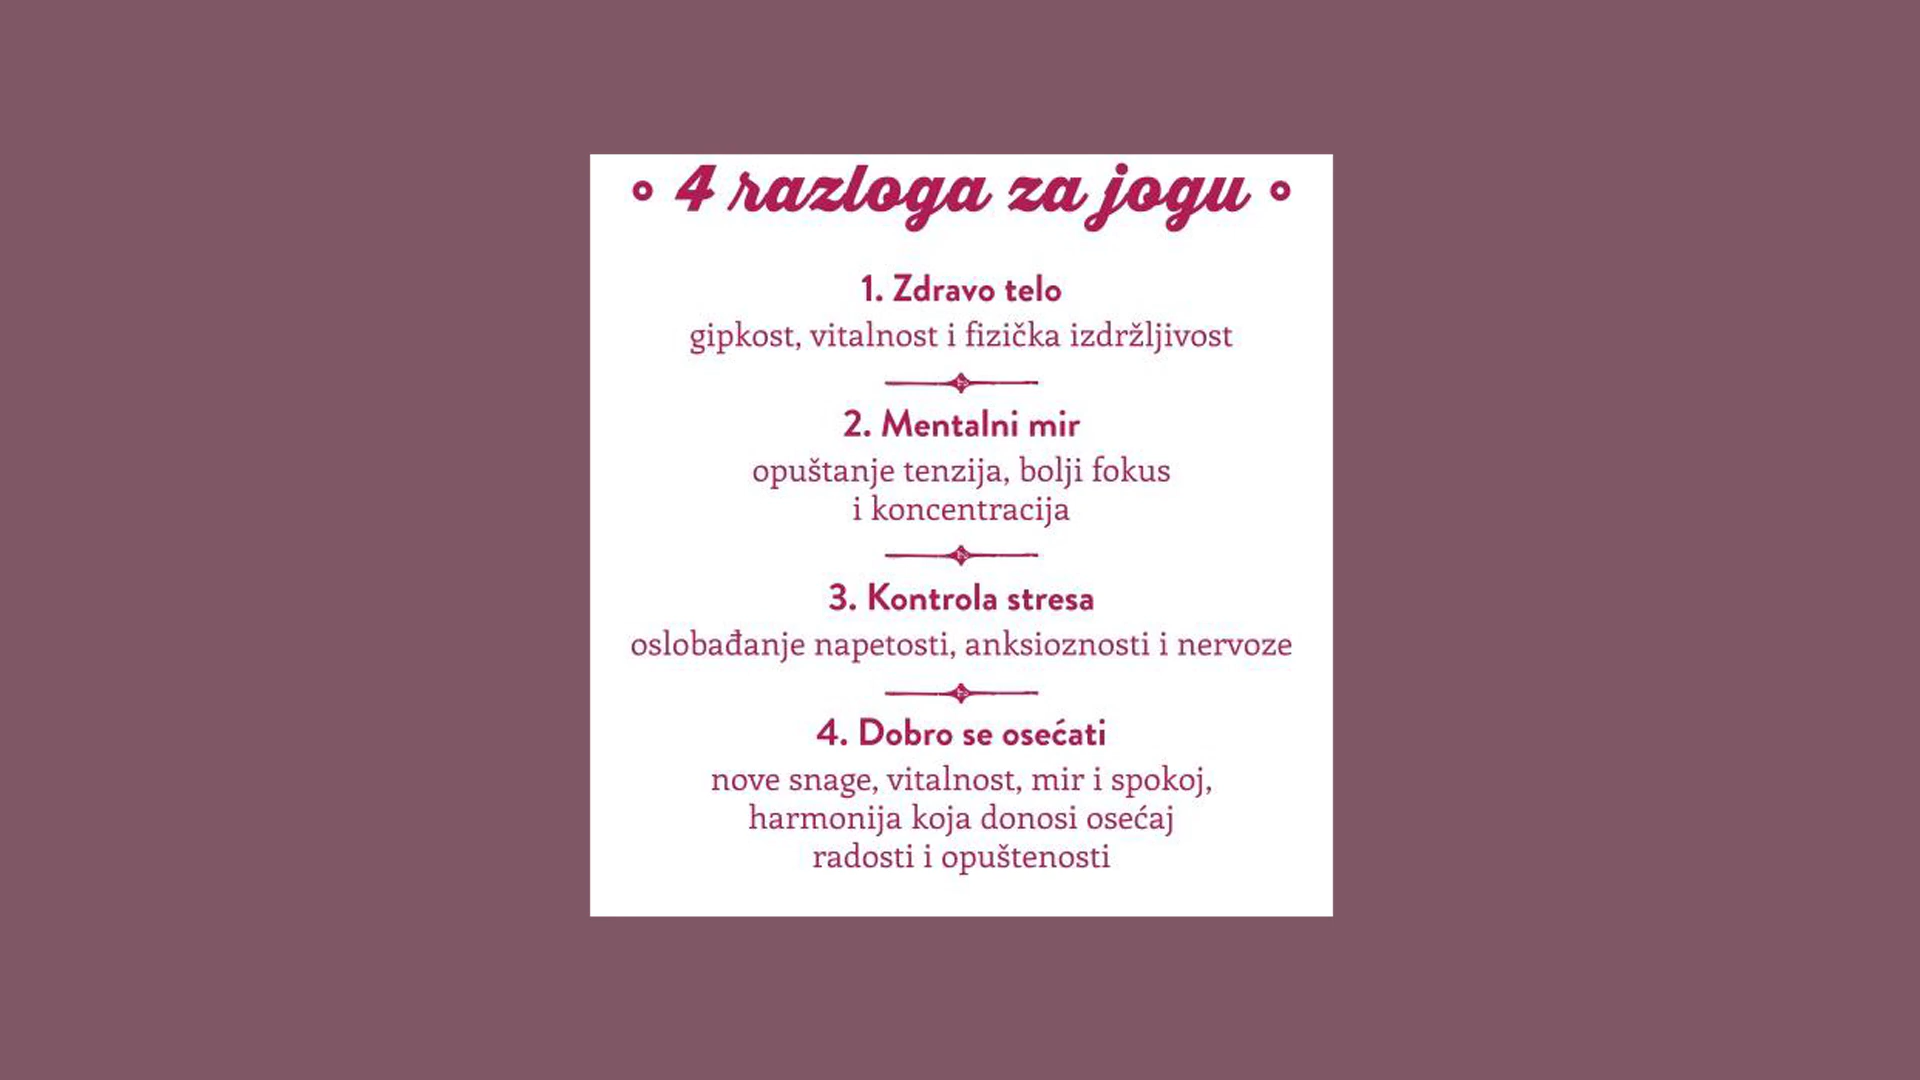 4 razloga za jogu
1. Zdravo telo
gipkost, vitalnost i fizička izdržljivost
2. Mentalni mir
opuštanje tenzija, bolji fokus
i koncentracija
3. Kontrola stresa
oslobađanje napetosti, anksioznosti i nervoze
4. Dobro se osećati
nove snage, vitalnost, mir i spokoj,
harmonija koja donosi osećaj
radosti i opuštenosti